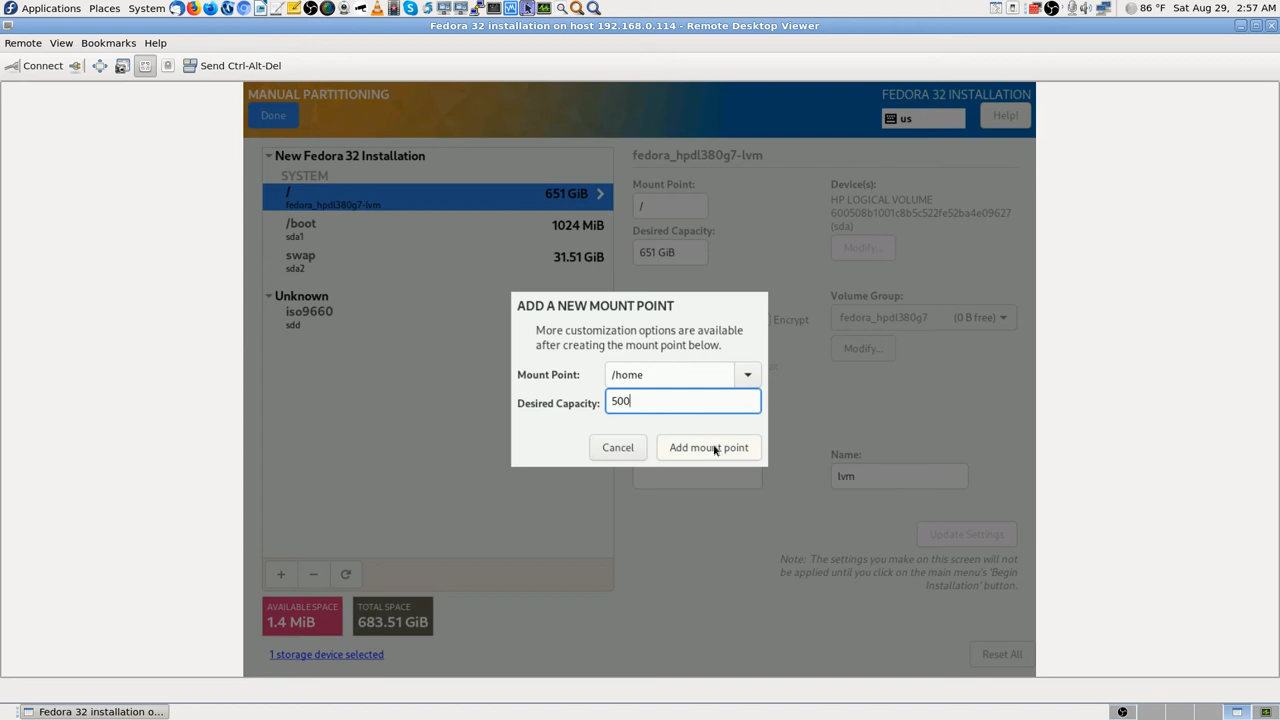 Applications Places System
86 °F Sat Aug 29, 2:57 AM
Fedora 32 installation on host 192.168.0.114 - Remote Desktop Viewer
Remote View Bookmarks Help
Connect
Send Ctrl-Alt-Del
MANUAL PARTITIONING
FEDORA 32 INSTALLATION
Done
us
Help!
New Fedora 32 Installation
SYSTEM
/
651 GiB
fedora_hpdl380g7-lvm
/boot
1024 MiB
sda1
swap
31.51 GiB
sda2
Unknown
iso9660
sdd
fedora_hpdl380g7-lvm
Mount Point:
/
Desired Capacity:
651 GiB
Device(s):
HP LOGICAL VOLUME
600508b1001c8b5c522fe52ba4e09627
(sda)
Modify...
Encrypt
Volume Group:
fedora_hpdl380g7 (0 B free)
Modify...
ADD A NEW MOUNT POINT
More customization options are available
after creating the mount point below.
Mount Point: /home
Desired Capacity: 500
Cancel
Add mount point
Name:
lvm
Update Settings
Note: The settings you make on this screen will not
be applied until you click on the main menu's 'Begin
Installation' button.
AVAILABLE SPACE
1.4 MiB
TOTAL SPACE
683.51 GiB
1 storage device selected
Reset All
Fedora 32 installation o...